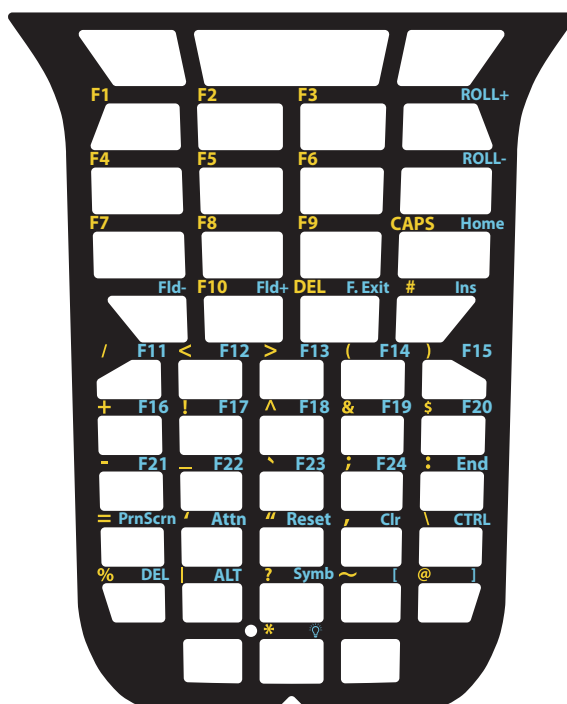 F1 F2 F3 ROLL+
F4 F5 F6 ROLL-
F7 F8 F9 CAPS Home
Fld- F10 Fld+ DEL F. Exit # Ins
/ F11 < F12 > F13 ( F14 ) F15
+ F16 ! F17 ^ F18 & F19 $ F20
- F21 _ F22 ` F23 ; F24 : End
= PrnScrn ‘ Attn “ Reset , Clr \ CTRL
% DEL | ALT ? Symb ~ [ @ ]
*